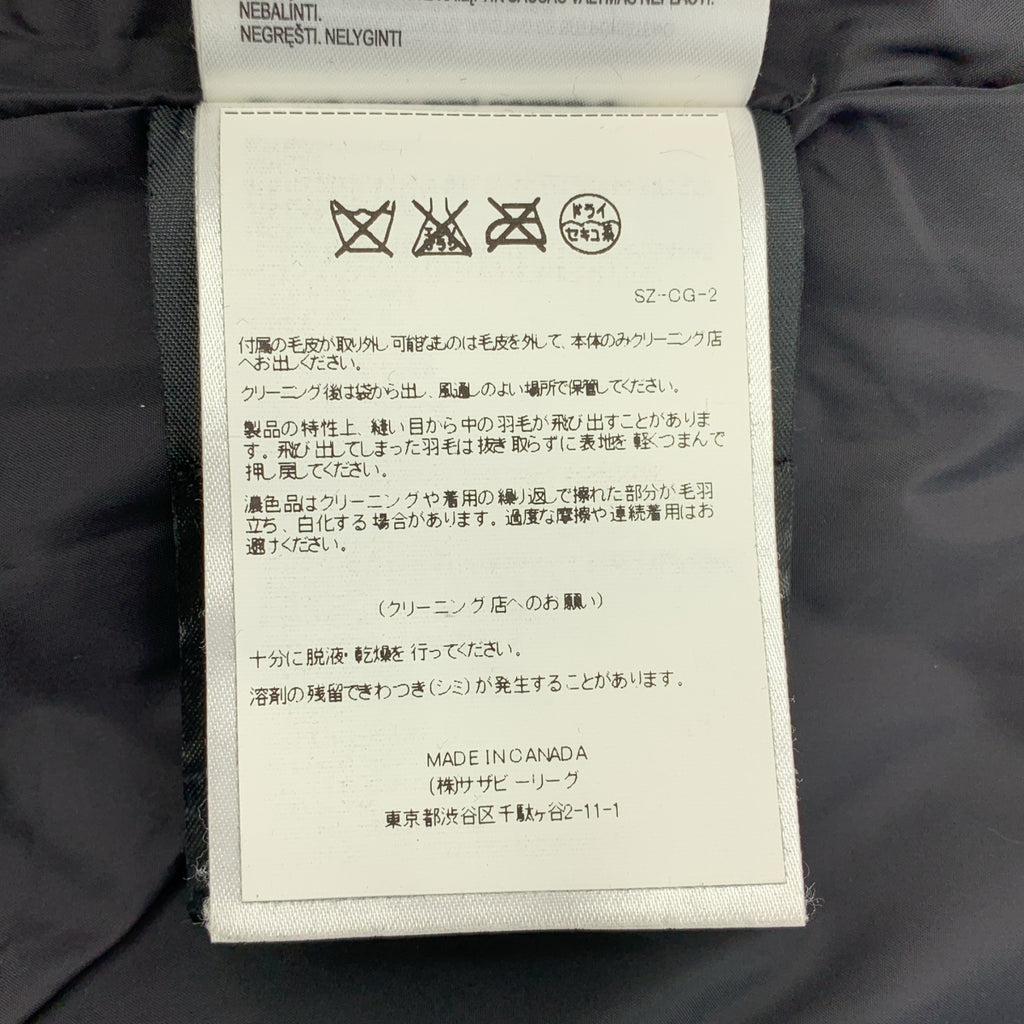 NEBALINTI.
NEGRĘŠTI. NELYGINTI
ドライ
セキユ系
SZ-CG-2
付属の毛皮が取り外し可能なものは毛皮を外して、本体のみクリーニング店
へお出しください。
クリーニング後は袋から出し、風通しのよい場所で保管してください。
製品の特性上、縫い目から中の羽毛が飛び出すことがありま
す。飛び出してしまった羽毛は抜き取らずに表地を軽くつまんで
押し戻してください。
濃色品はクリーニングや着用の繰り返しで擦れた部分が毛羽
立ち、白化する場合があります。過度な摩擦や連続着用はお
避けください。
(クリーニング店へのお願い)
十分に脱液・乾燥を行ってください。
溶剤の残留できわつき(シミ)が発生することがあります。
MADE IN CANADA
(株)サザビーリーグ
東京都渋谷区千駄ヶ谷2-11-1